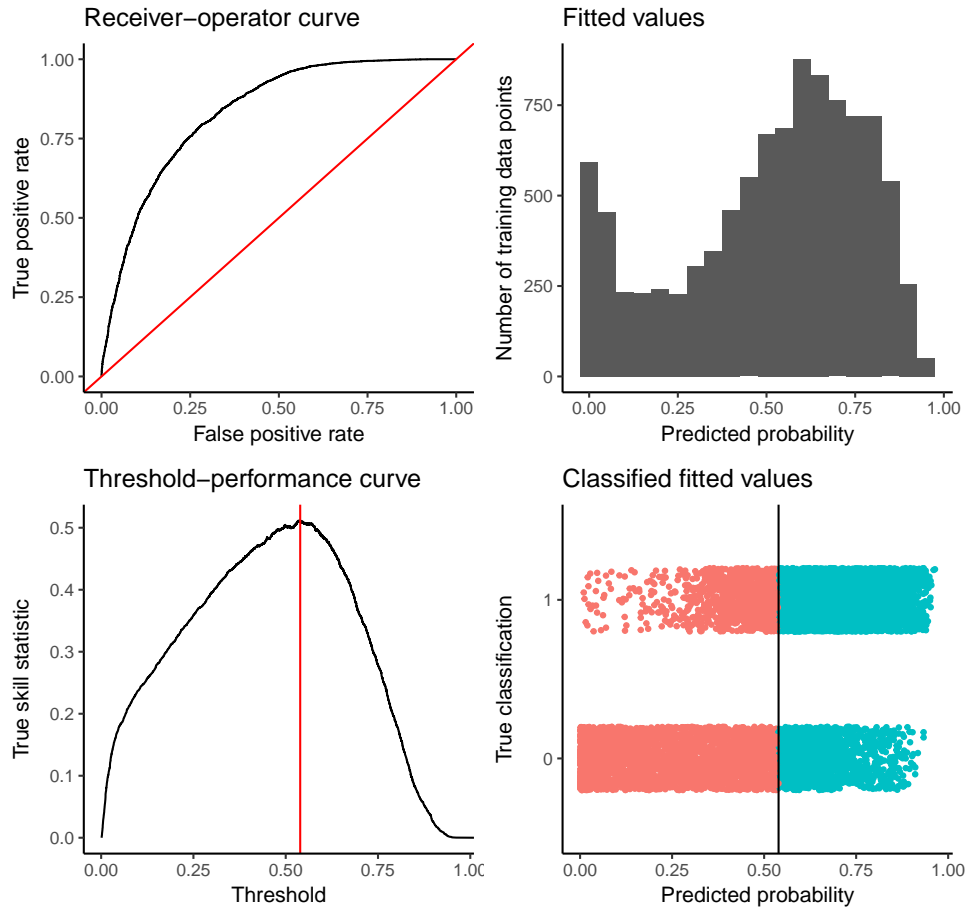 Receiver−operator curve
True positive rate
1.00
0.75
0.50
0.25
0.00
0.00 0.25 0.50 0.75 1.00
False positive rate
Fitted values
Number of training data points
750
500
250
0
0.00 0.25 0.50 0.75 1.00
Predicted probability
Threshold−performance curve
True skill statistic
0.5
0.4
0.3
0.2
0.1
0.0
0.00 0.25 0.50 0.75 1.00
Threshold
Classified fitted values
True classification
1
0
0.00 0.25 0.50 0.75 1.00
Predicted probability